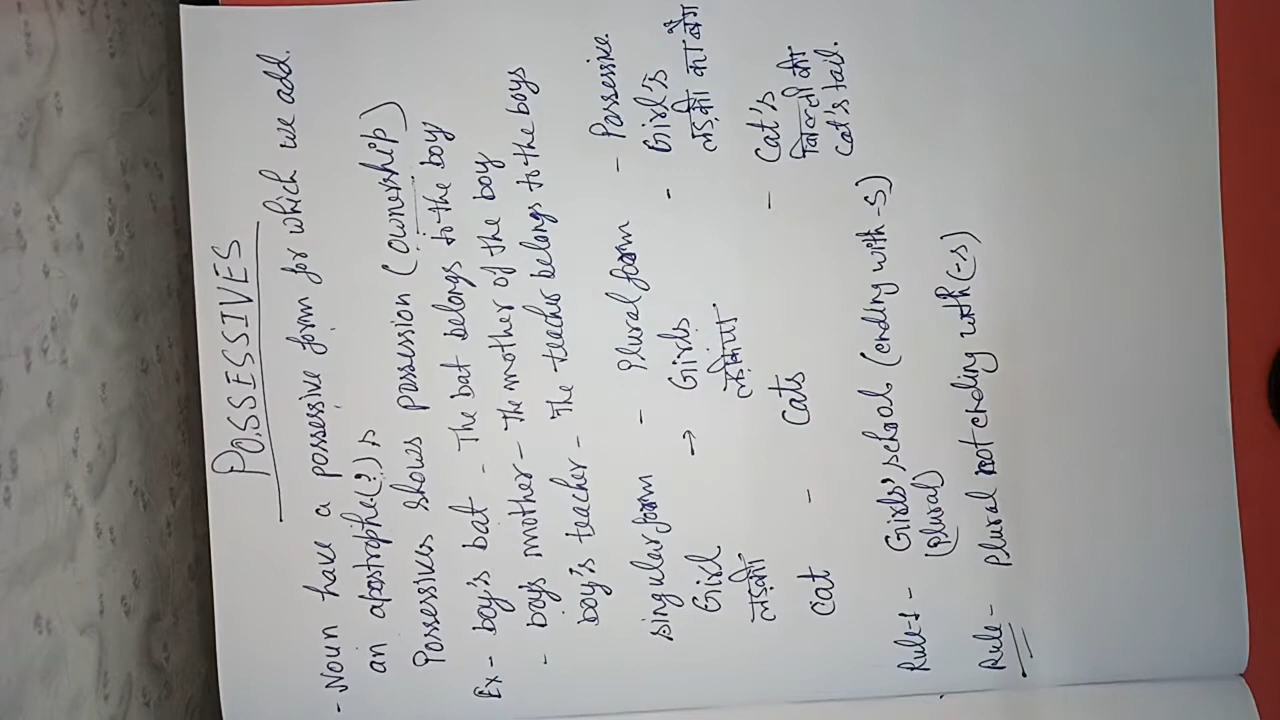 POSSESSIVES
- Noun have a possessive form for which we add.
an apostrophe(') s
Possessives shows possession (ownership)
Ex - boy's bat - The bat belongs to the boy
- boys mother - The mother of the boy
boy's teacher - The teacher belongs to the boys
singular form - Plural form - Possessive
Girl → Girls - Girl's
लड़की लड़कियां लड़की का बैग
Cat - Cats - Cat's
बिल्ली की
Cat's tail.
Rule-1 - Girls' school (ending with -s)
(Plural)
Rule - Plural not ending with (-s)